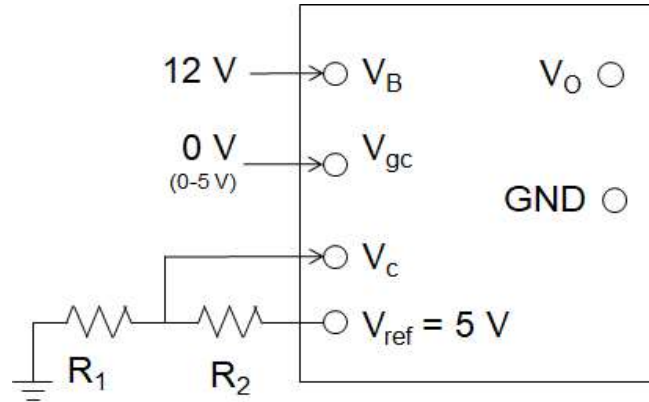 12 V V_B V_O
0 V V_gc
(0-5 V)
GND
V_c
V_ref = 5 V
R_1 R_2